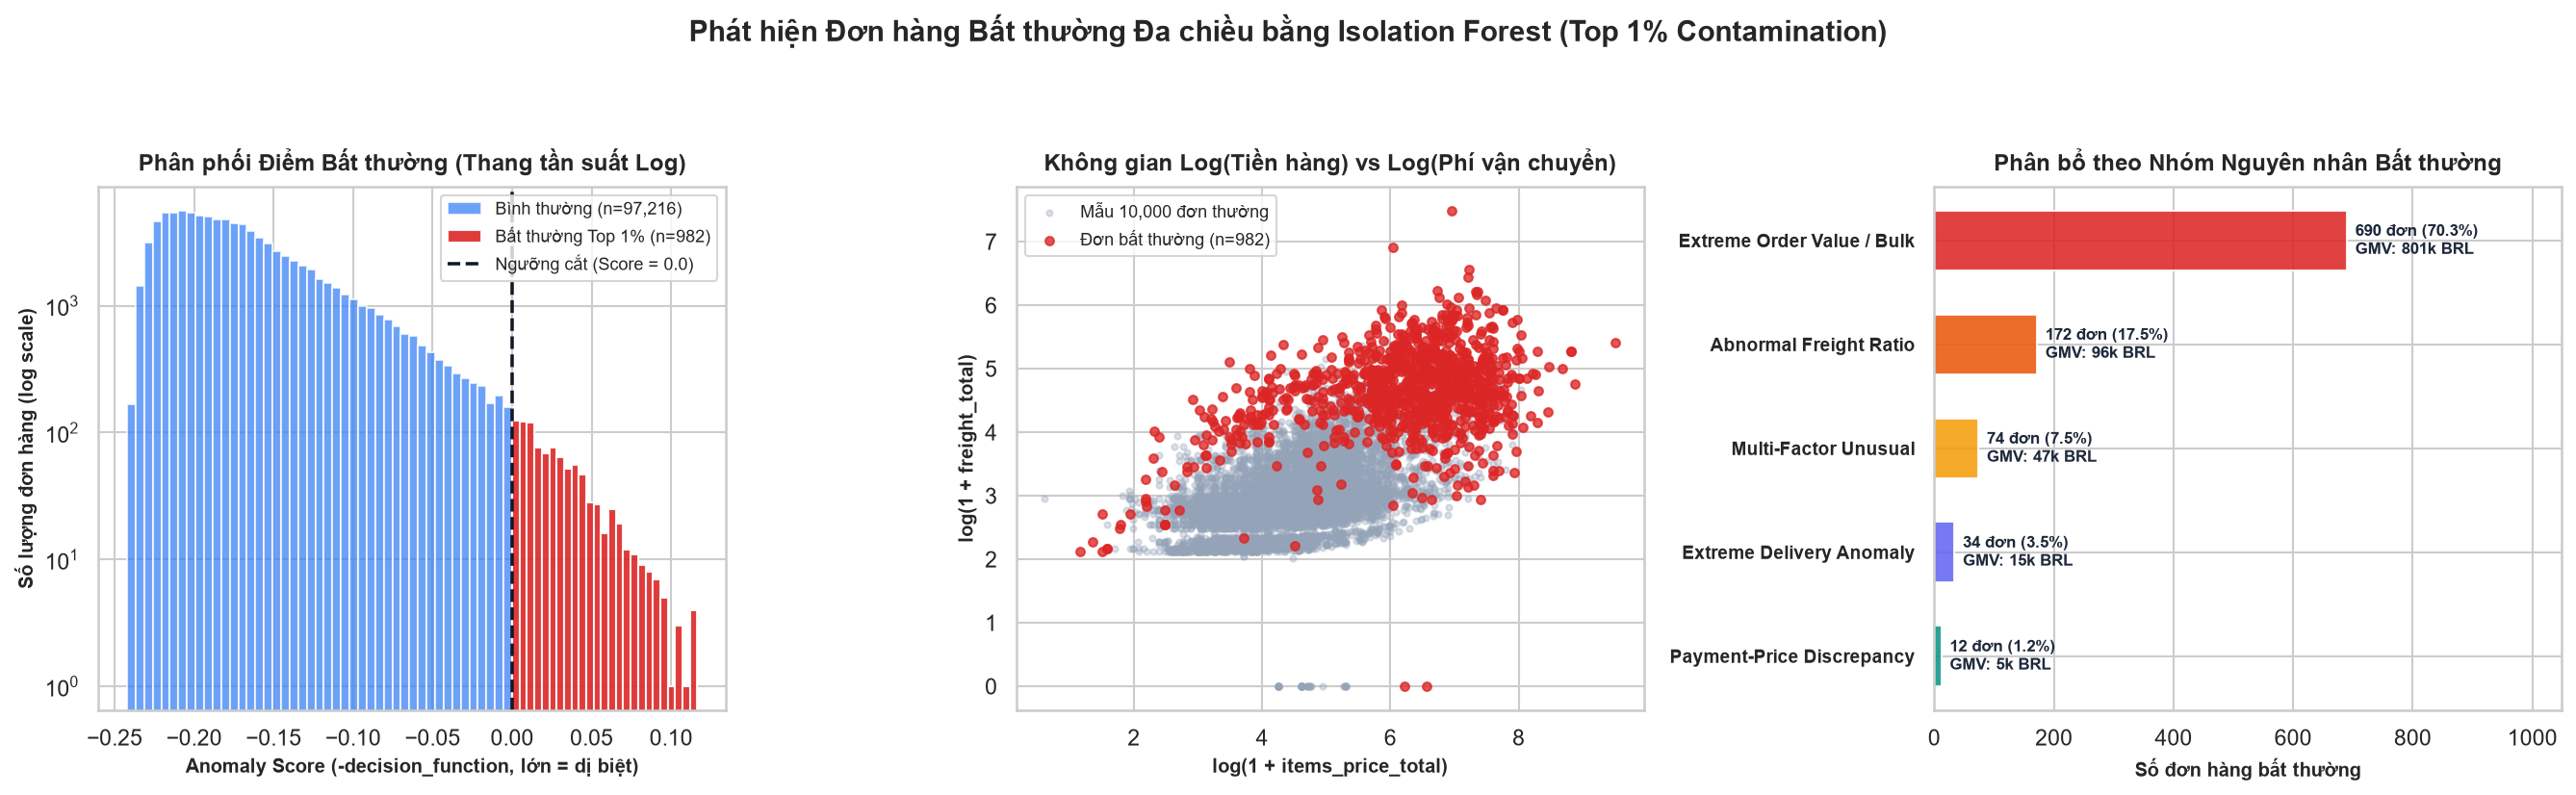 Phát hiện Đơn hàng Bất thường Đa chiều bằng Isolation Forest (Top 1% Contamination)
Phân phối Điểm Bất thường (Thang tần suất Log)
Số lượng đơn hàng (log scale)
10³
10²
10¹
10⁰
Bình thường (n=97,216)
Bất thường Top 1% (n=982)
Ngưỡng cắt (Score = 0.0)
−0.25 −0.20 −0.15 −0.10 −0.05 0.00 0.05 0.10
Anomaly Score (-decision_function, lớn = dị biệt)
Không gian Log(Tiền hàng) vs Log(Phí vận chuyển)
log(1 + freight_total)
7
6
5
4
3
2
1
0
Mẫu 10,000 đơn thường
Đơn bất thường (n=982)
2 4 6 8
log(1 + items_price_total)
Phân bổ theo Nhóm Nguyên nhân Bất thường
Extreme Order Value / Bulk
690 đơn (70.3%)
GMV: 801k BRL
Abnormal Freight Ratio
172 đơn (17.5%)
GMV: 96k BRL
Multi-Factor Unusual
74 đơn (7.5%)
GMV: 47k BRL
Extreme Delivery Anomaly
34 đơn (3.5%)
GMV: 15k BRL
Payment-Price Discrepancy
12 đơn (1.2%)
GMV: 5k BRL
0 200 400 600 800 1000
Số đơn hàng bất thường